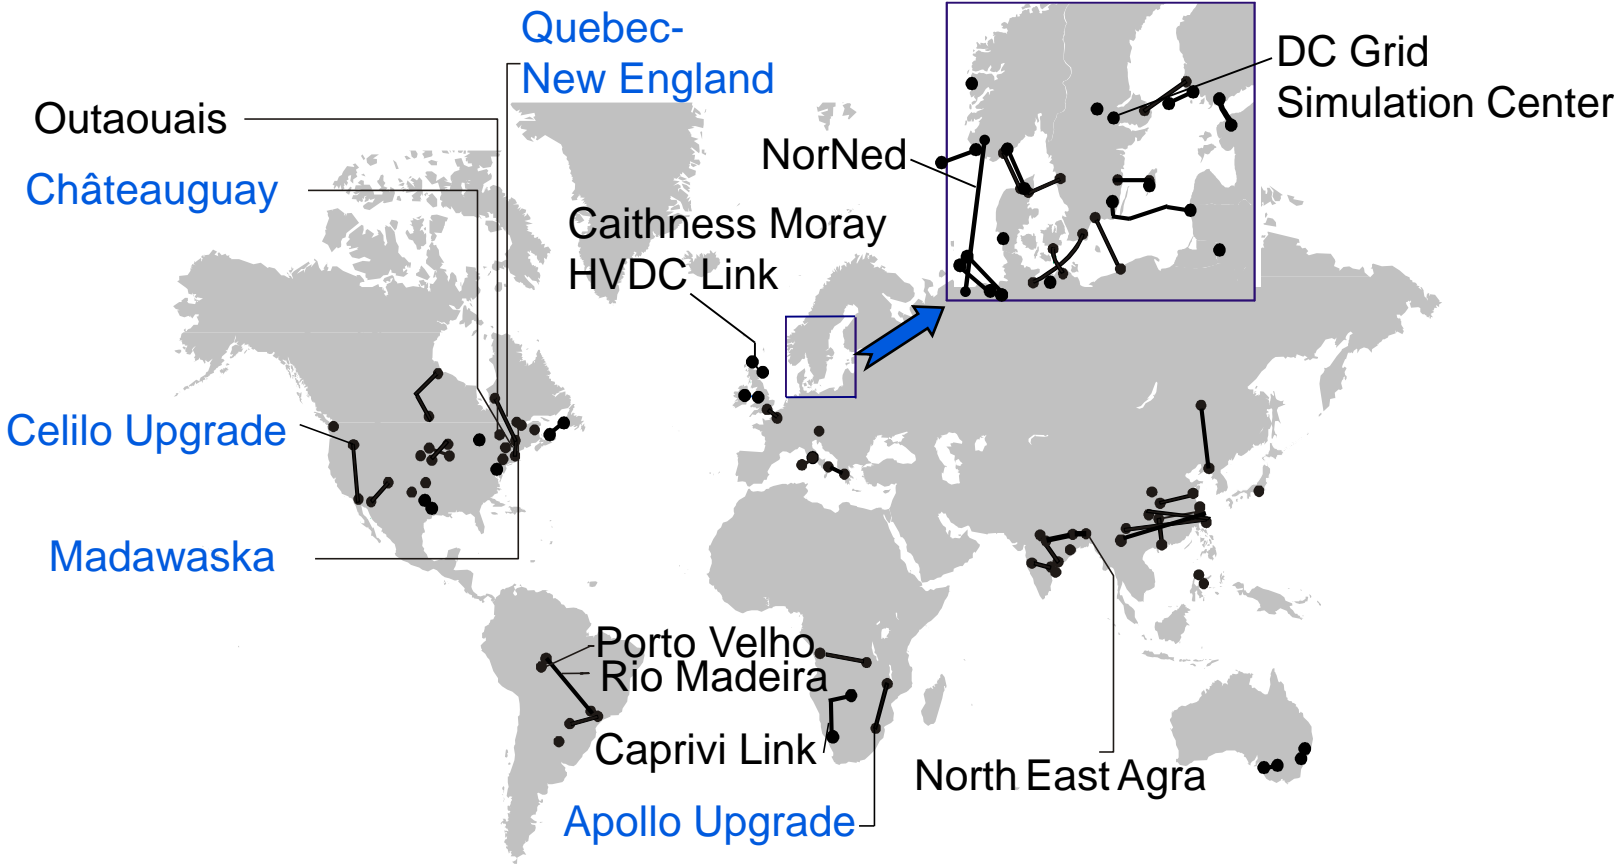 Quebec-
New England
DC Grid
Simulation Center
Outaouais
NorNed
Châteauguay
Caithness Moray
HVDC Link
Celilo Upgrade
Madawaska
Porto Velho
Rio Madeira
Caprivi Link
North East Agra
Apollo Upgrade